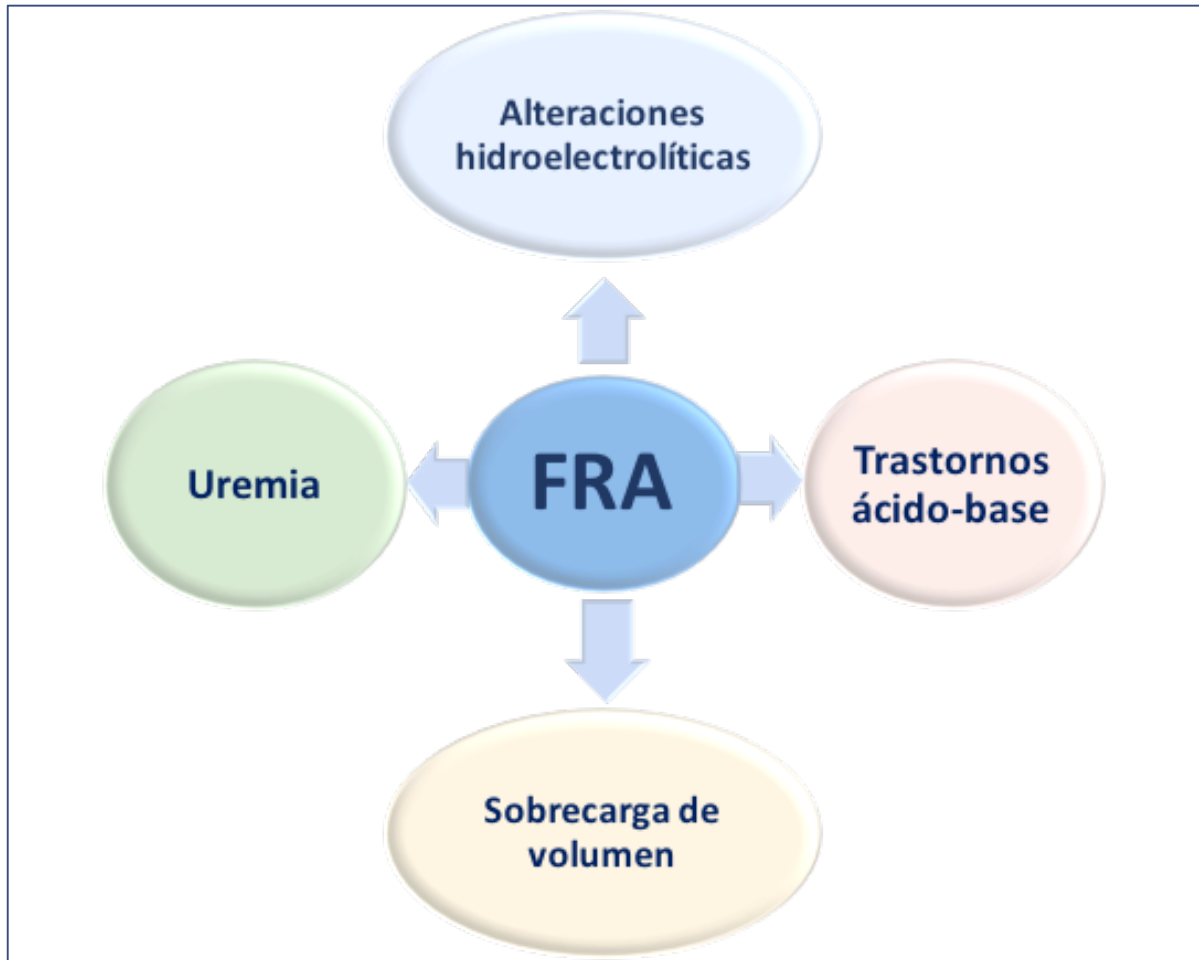 Alteraciones
hidroelectrolíticas
Uremia
FRA
Trastornos
ácido-base
Sobrecarga de
volumen